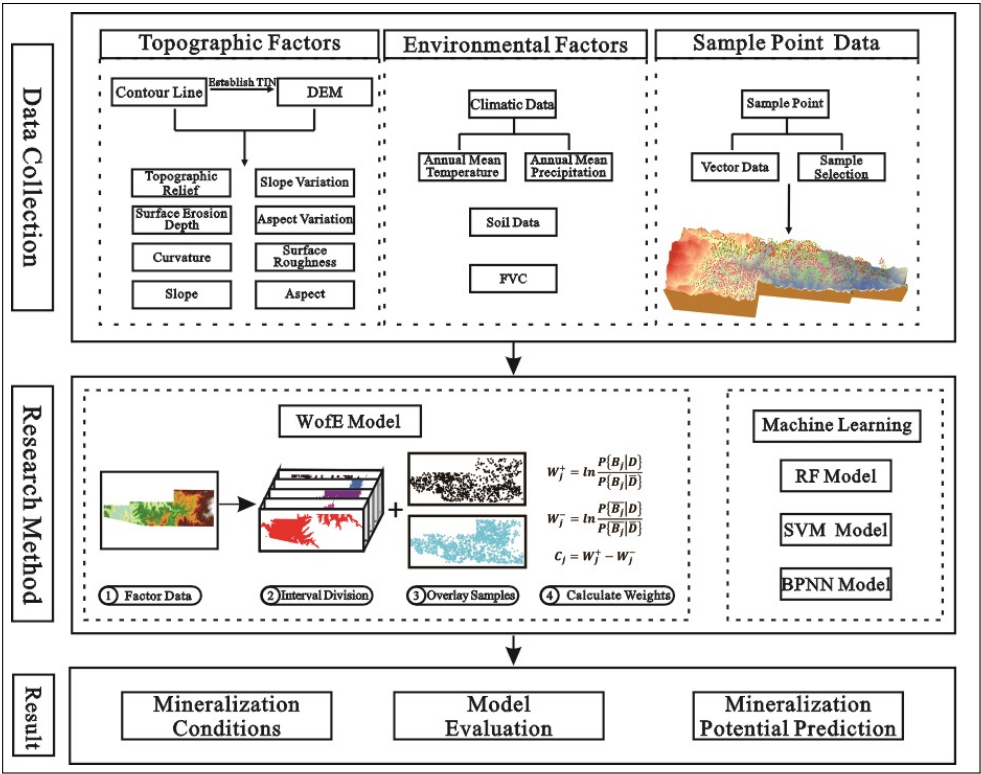 Data Collection
Topographic Factors
Contour Line
Establish TIN
DEM
Topographic
Relief
Slope Variation
Surface Erosion
Depth
Aspect Variation
Curvature
Surface
Roughness
Slope
Aspect
Environmental Factors
Climatic Data
Annual Mean
Temperature
Annual Mean
Precipitation
Soil Data
FVC
Sample Point Data
Sample Point
Vector Data
Sample
Selection
Research Method
WofE Model
W_j^+ = ln P{B_j|D} / P{B_j|D̅}
W_j^- = ln P{B̅_j|D} / P{B̅_j|D̅}
C_j = W_j^+ − W_j^-
① Factor Data
② Interval Division
③ Overlay Samples
④ Calculate Weights
Machine Learning
RF Model
SVM Model
BPNN Model
Result
Mineralization
Conditions
Model
Evaluation
Mineralization
Potential Prediction